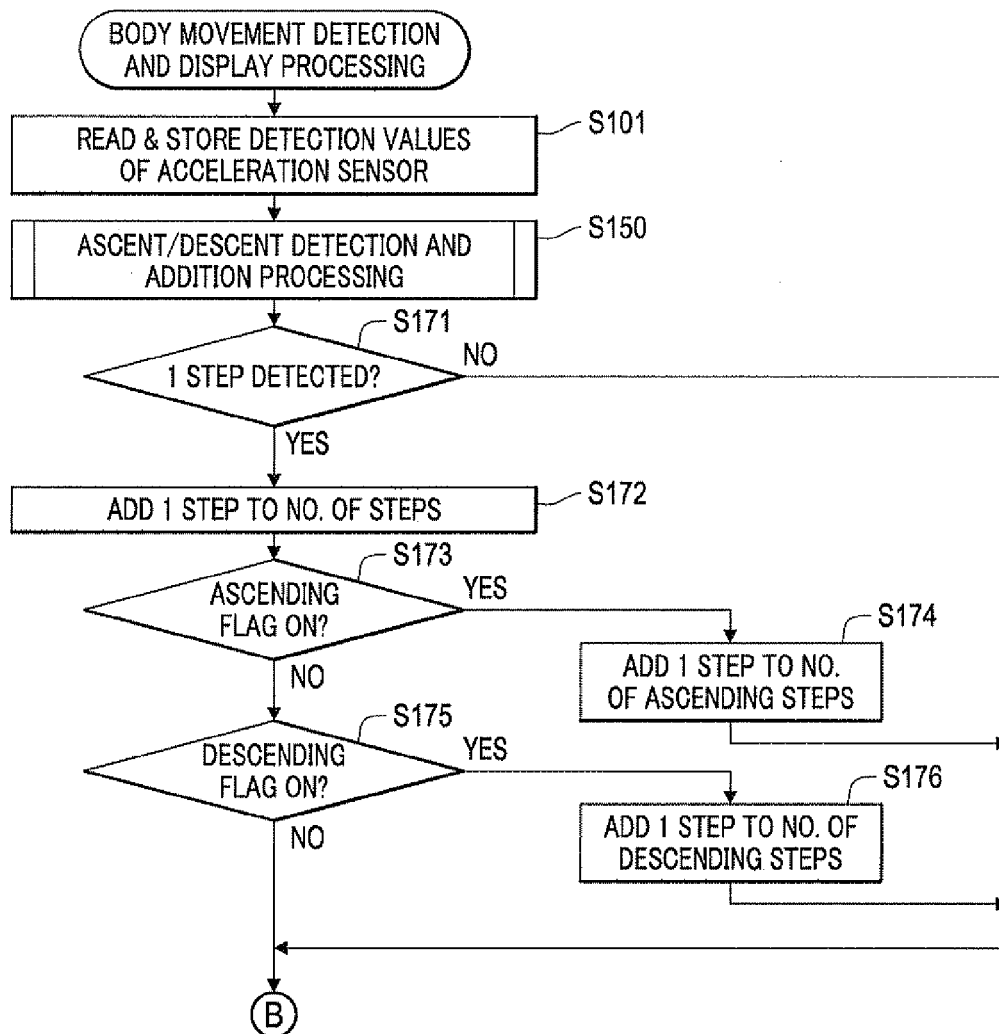 BODY MOVEMENT DETECTION
AND DISPLAY PROCESSING
S101
READ & STORE DETECTION VALUES
OF ACCELERATION SENSOR
S150
ASCENT/DESCENT DETECTION AND
ADDITION PROCESSING
S171
NO
1 STEP DETECTED?
YES
S172
ADD 1 STEP TO NO. OF STEPS
S173
YES
ASCENDING
FLAG ON?
S174
ADD 1 STEP TO NO.
OF ASCENDING STEPS
NO
S175
YES
DESCENDING
FLAG ON?
S176
ADD 1 STEP TO NO. OF
DESCENDING STEPS
NO
B